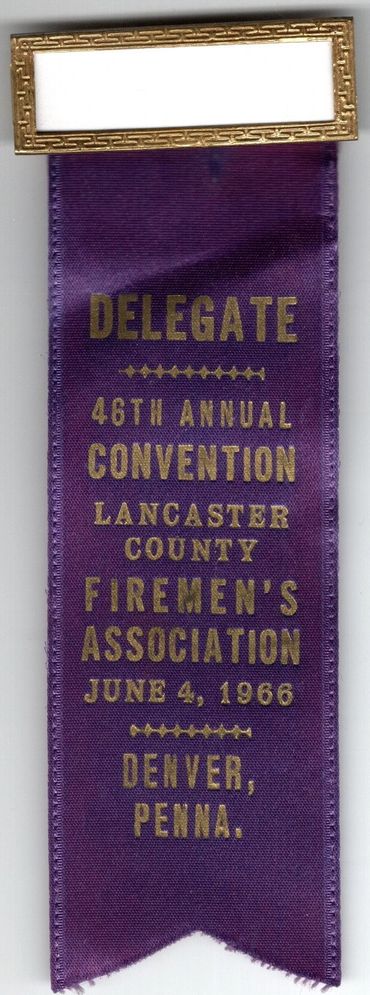 DELEGATE
46TH ANNUAL
CONVENTION
LANCASTER
COUNTY
FIREMEN'S
ASSOCIATION
JUNE 4, 1966
DENVER,
PENNA.